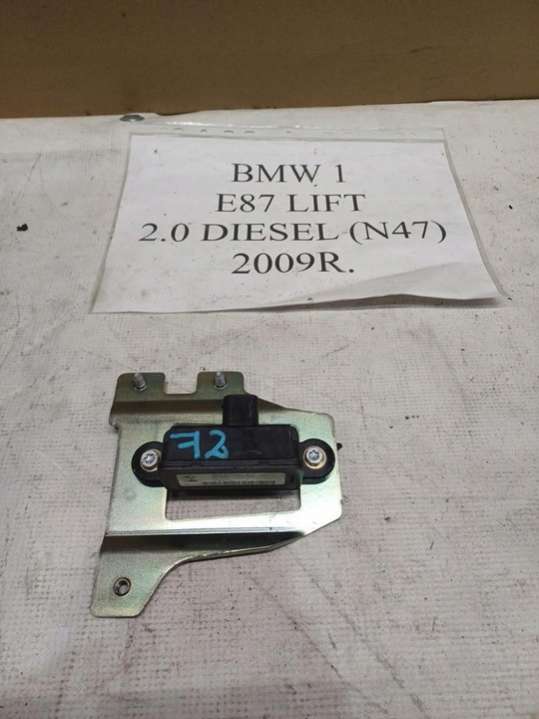 BMW 1
E87 LIFT
2.0 DIESEL (N47)
2009R.
72